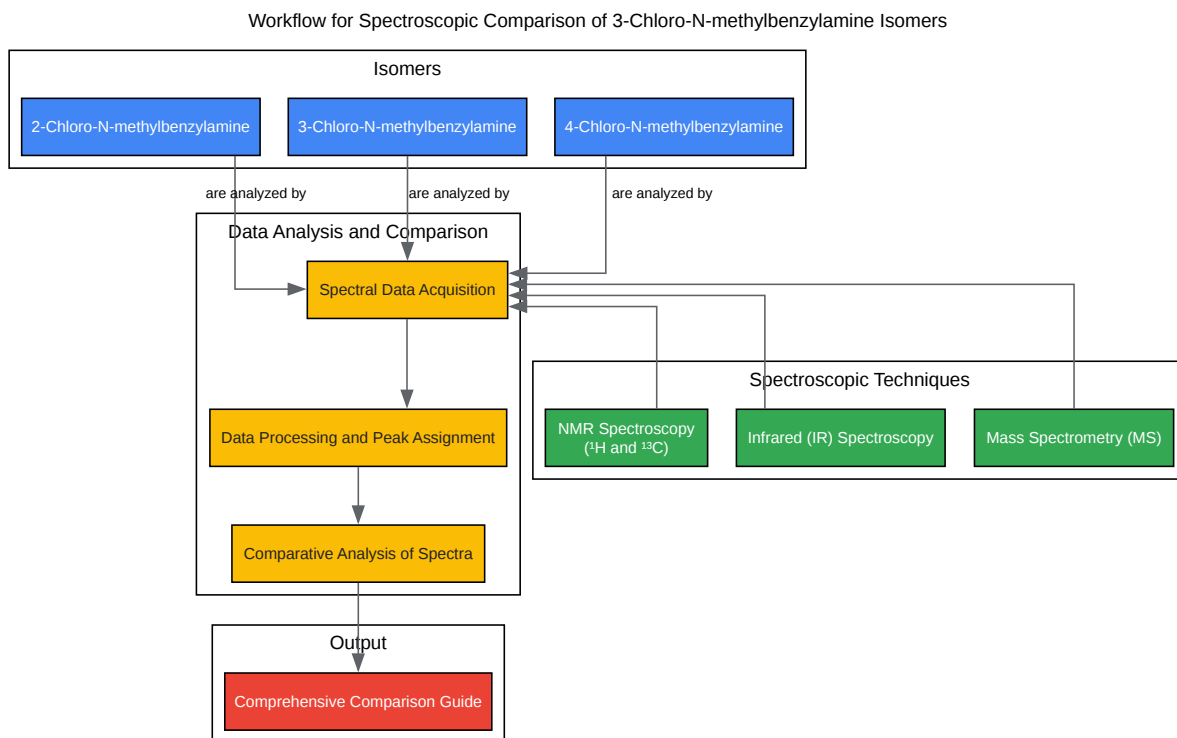 Workflow for Spectroscopic Comparison of 3-Chloro-N-methylbenzylamine Isomers
Isomers
2-Chloro-N-methylbenzylamine
3-Chloro-N-methylbenzylamine
4-Chloro-N-methylbenzylamine
are analyzed by
are analyzed by
are analyzed by
Data Analysis and Comparison
Spectral Data Acquisition
Spectroscopic Techniques
NMR Spectroscopy
(¹H and ¹³C)
Infrared (IR) Spectroscopy
Mass Spectrometry (MS)
Data Processing and Peak Assignment
Comparative Analysis of Spectra
Output
Comprehensive Comparison Guide